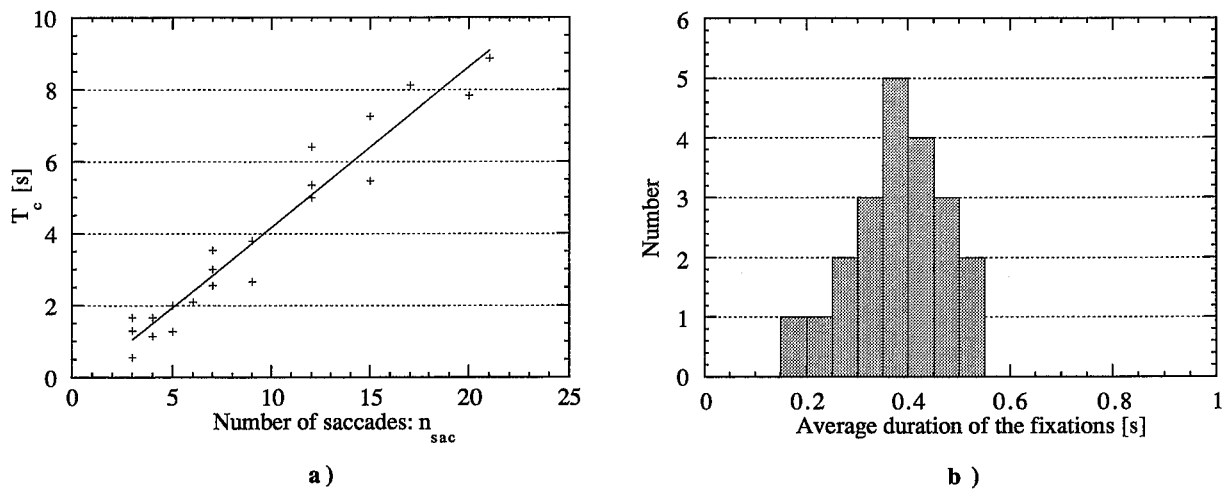 10
8
6
4
2
0
T_c [s]
0 5 10 15 20 25
Number of saccades: n_sac
a )
6
5
4
3
2
1
0
Number
0 0.2 0.4 0.6 0.8 1
Average duration of the fixations [s]
b )